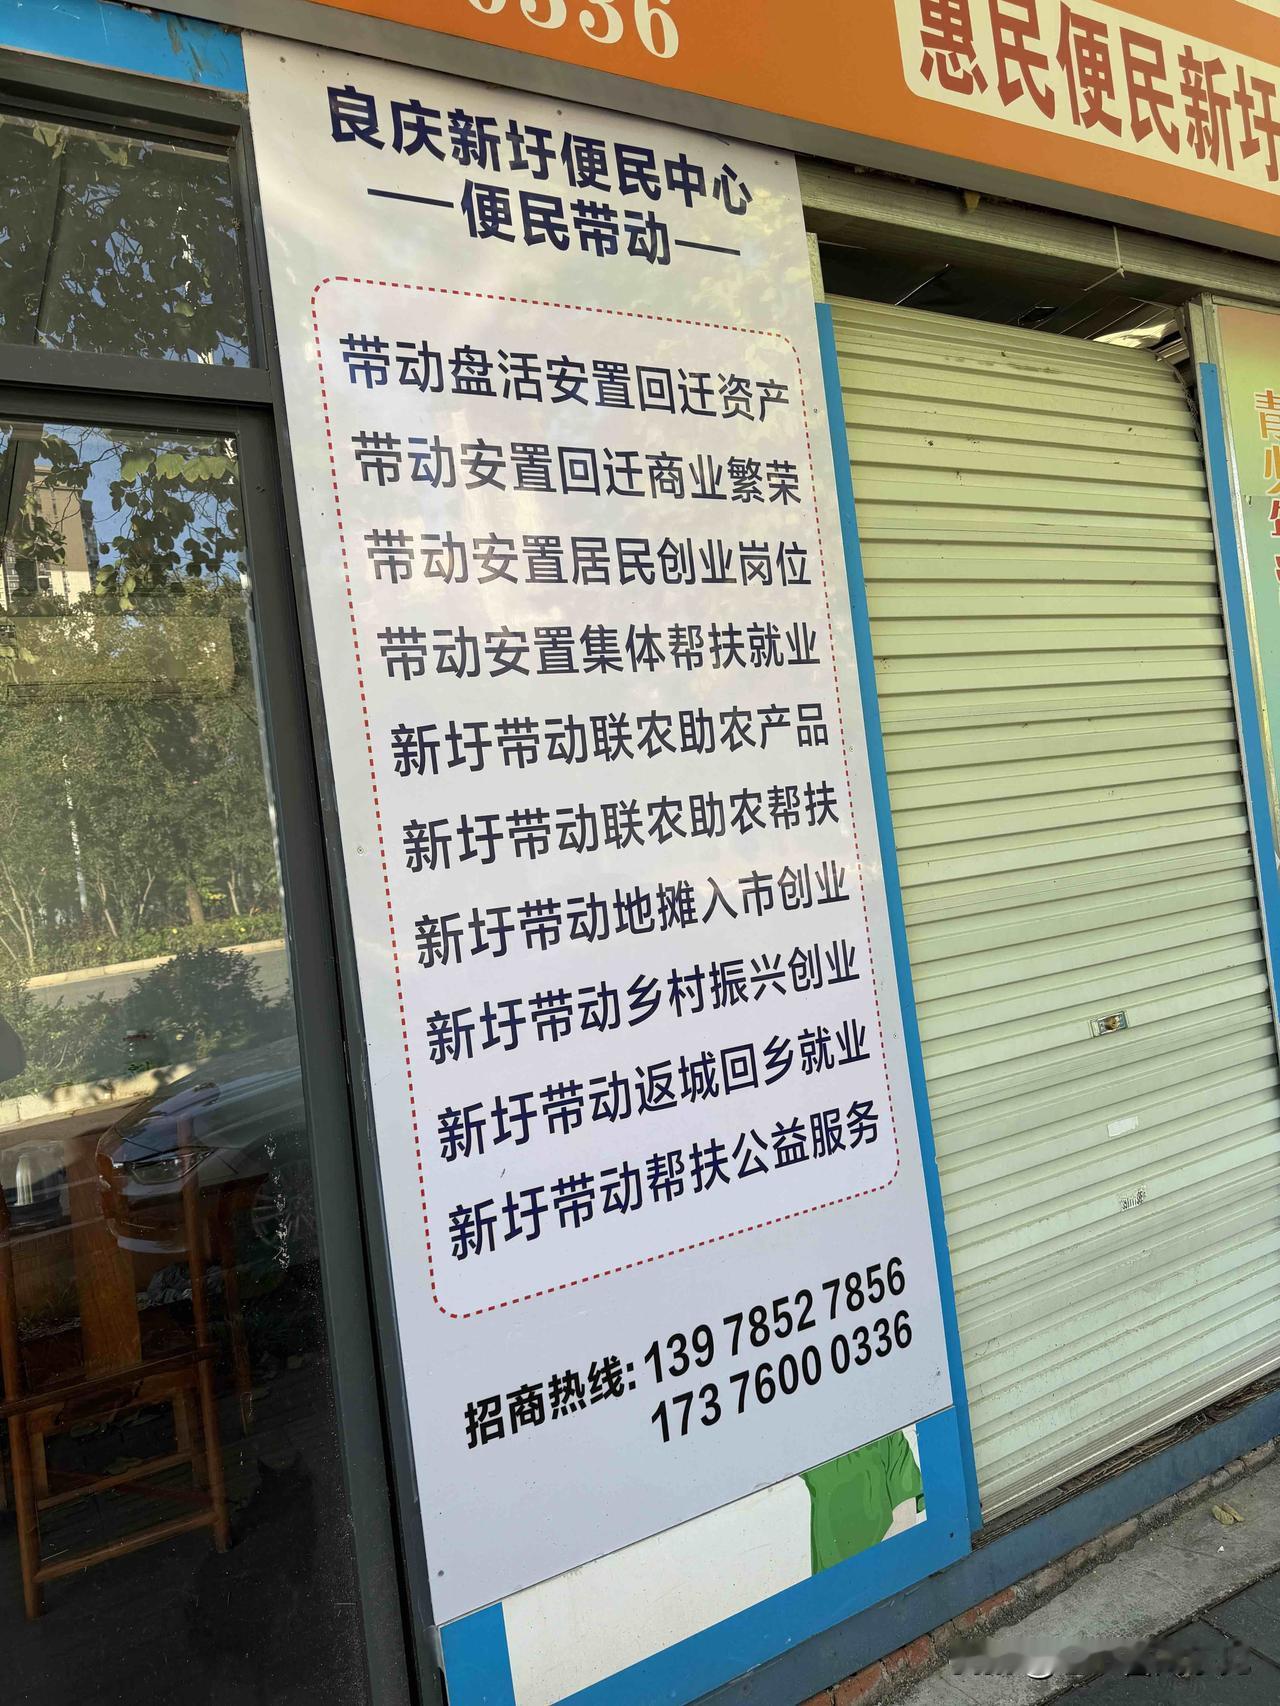 0336
惠民便民新圩
良庆新圩便民中心
——便民带动——
带动盘活安置回迁资产
带动安置回迁商业繁荣
带动安置居民创业岗位
带动安置集体帮扶就业
新圩带动联农助农产品
新圩带动联农助农帮扶
新圩带动地摊入市创业
新圩带动乡村振兴创业
新圩带动返城回乡就业
新圩带动帮扶公益服务
招商热线:139 7852 7856
173 7600 0336